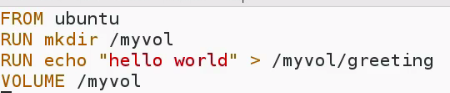 FROM ubuntu
RUN mkdir /myvol
RUN echo "hello world" > /myvol/greeting
VOLUME /myvol